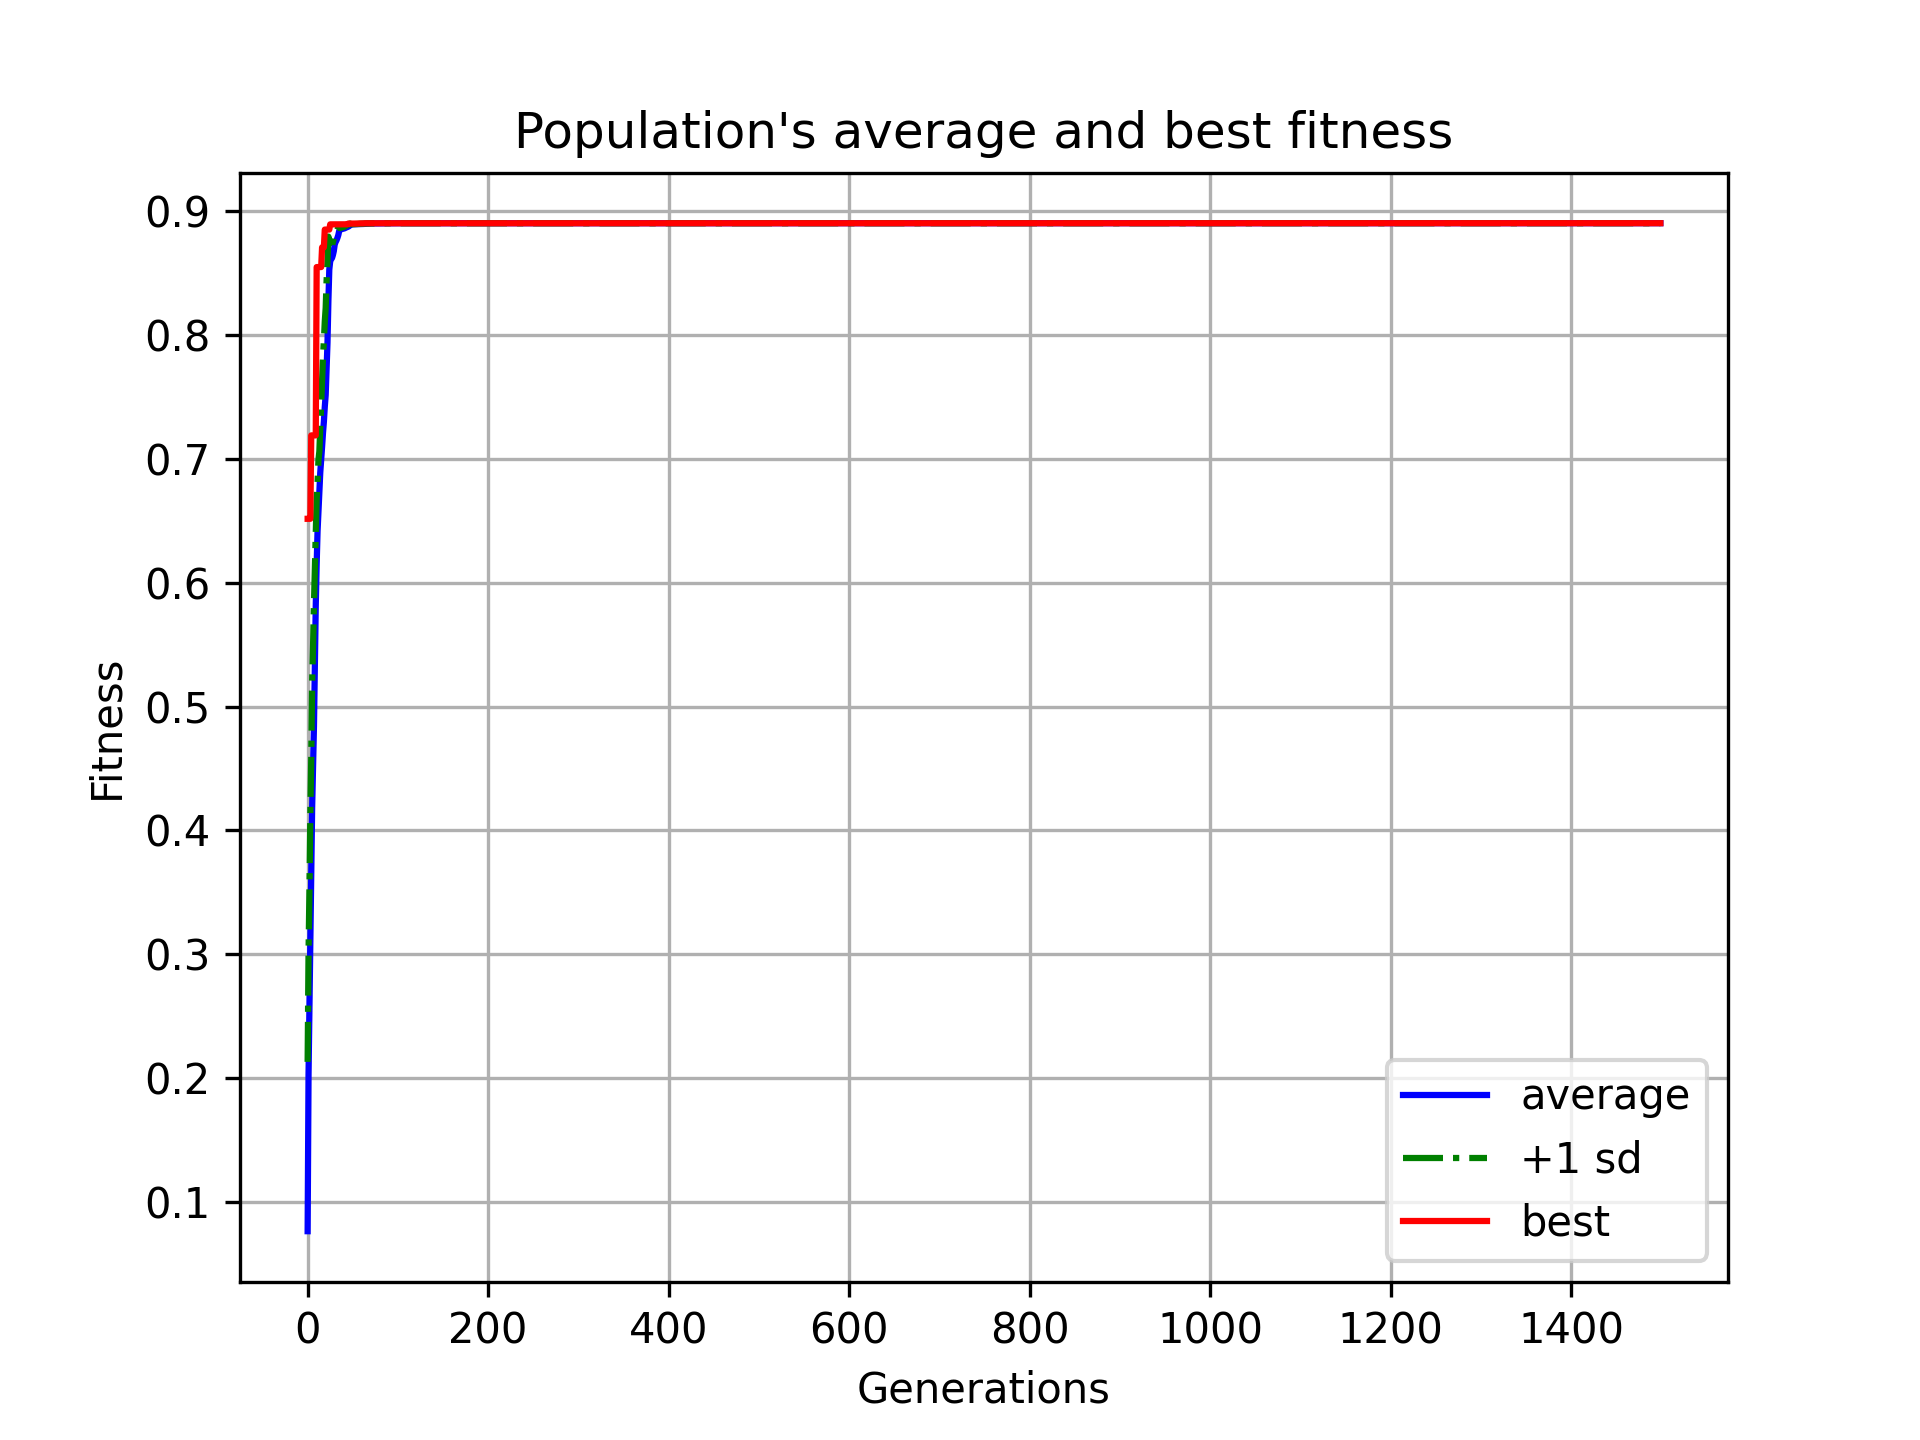 Population's average and best fitness
0.9
0.8
0.7
0.6
0.5
0.4
0.3
0.2
0.1
Fitness
average
+1 sd
best
0 200 400 600 800 1000 1200 1400
Generations